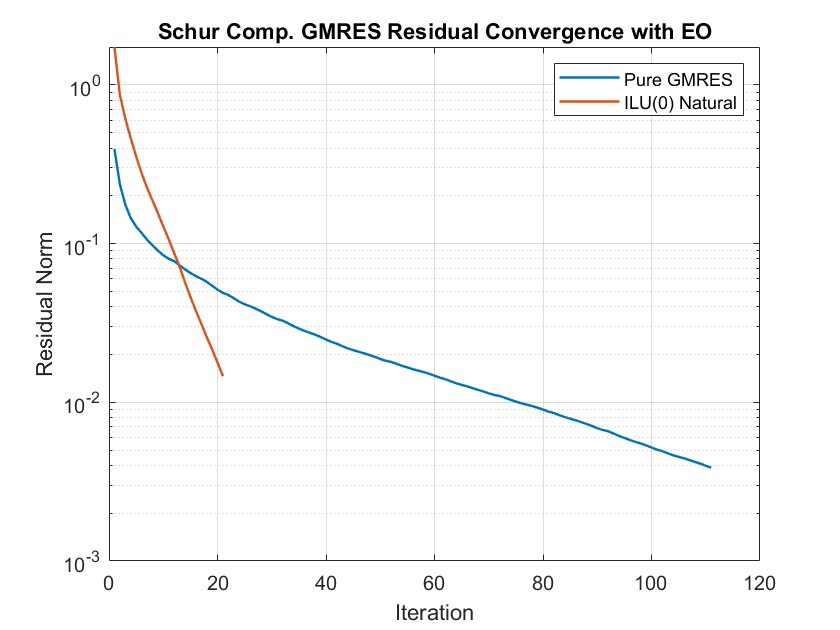 Schur Comp. GMRES Residual Convergence with EO
Pure GMRES
ILU(0) Natural
10^0
10^-1
10^-2
10^-3
Residual Norm
0 20 40 60 80 100 120
Iteration